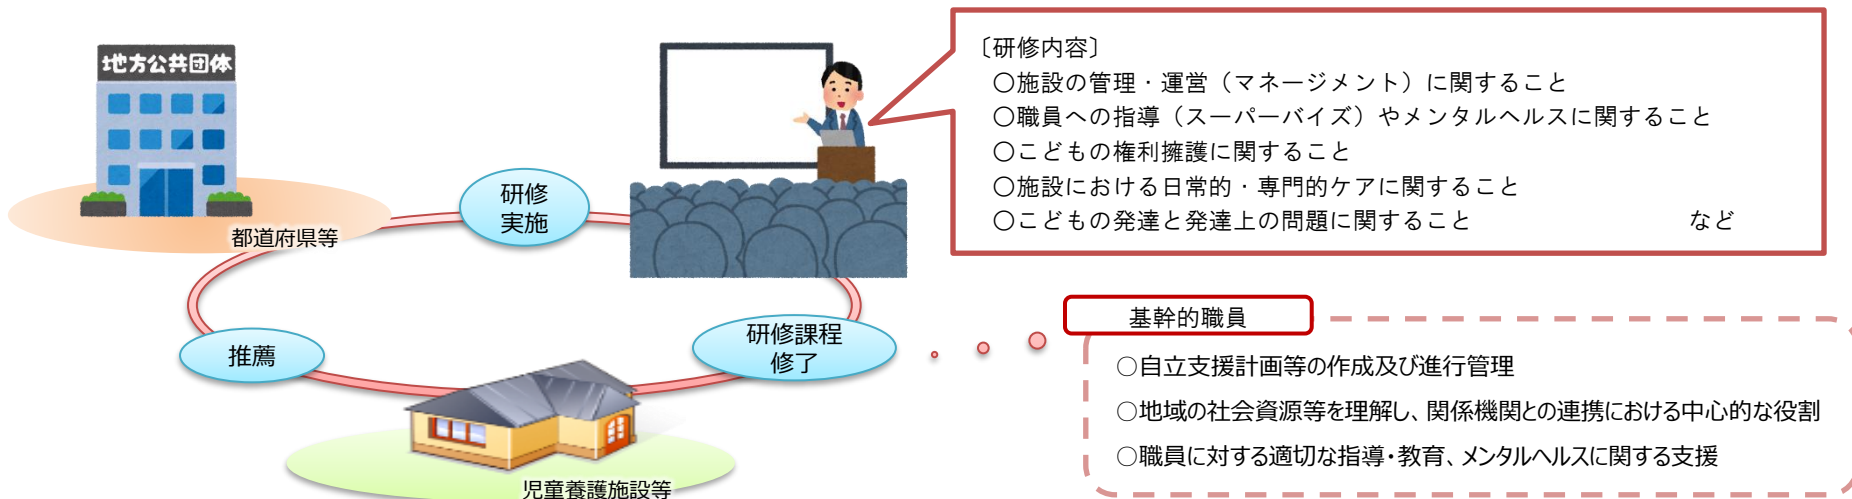 地方公共団体
都道府県等
研修
実施
〔研修内容〕
○施設の管理・運営（マネージメント）に関すること
○職員への指導（スーパーバイズ）やメンタルヘルスに関すること
○こどもの権利擁護に関すること
○施設における日常的・専門的ケアに関すること
○こどもの発達と発達上の問題に関すること　など
推薦
研修課程
修了
児童養護施設等
基幹的職員
○自立支援計画等の作成及び進行管理
○地域の社会資源等を理解し、関係機関との連携における中心的な役割
○職員に対する適切な指導・教育、メンタルヘルスに関する支援